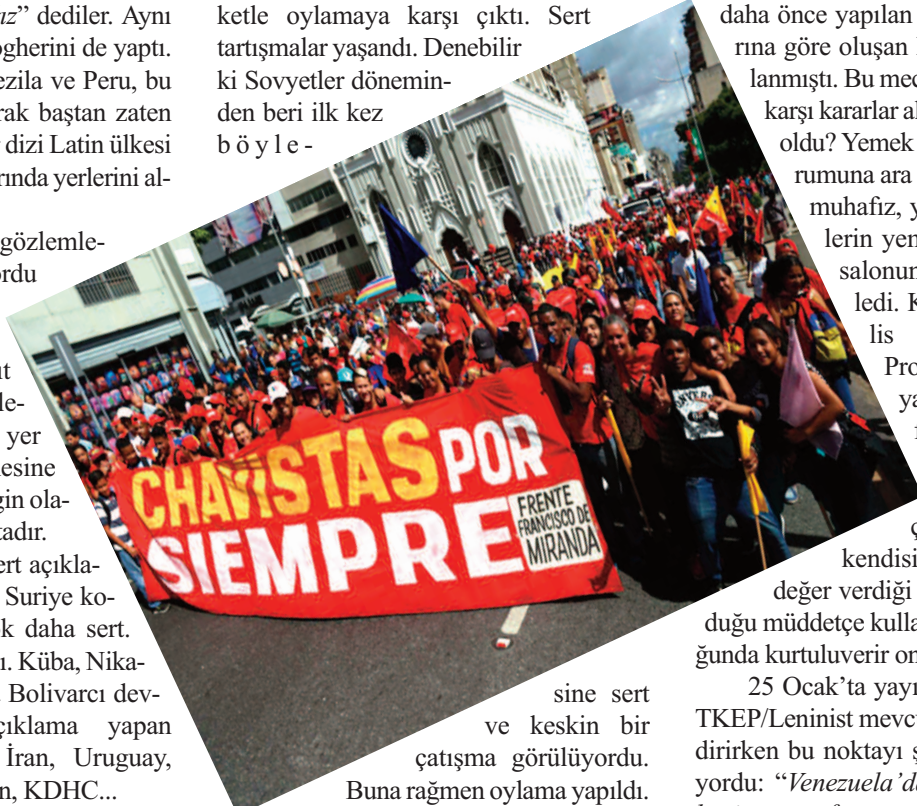 ız” dediler. Aynı
ogherini de yaptı.
ezila ve Peru, bu
rak baştan zaten
dizi Latin ülkesi
rında yerlerini al-
gözlemle-
ordu
le-
yer
esine
gin ola-
tadır.
ert açıkla-
Suriye ko-
k daha sert.
ı. Küba, Nika-
Bolivarcı dev-
çıklama yapan
İran, Uruguay,
n, KDHC...
ketle oylamaya karşı çıktı. Sert
tartışmalar yaşandı. Denebilir
ki Sovyetler dönemin-
den beri ilk kez
böyle-
CHAVISTAS POR
SIEMPRE
FRENTE
FRANCISCO DE
MIRANDA
sine sert
ve keskin bir
çatışma görülüyordu.
Buna rağmen oylama yapıldı.
daha önce yapılan
rına göre oluşan
lanmıştı. Bu mec
karşı kararlar al
oldu? Yemek
rumuna ara
muhafız, y
lerin yen
salonun
ledi. K
lis
Pro
ya
kendisi
değer verdiği
duğu müddetçe kulla
ğunda kurtuluverir on
25 Ocak’ta yayı
TKEP/Leninist mevc
dirirken bu noktayı ş
yordu: “Venezuela’d